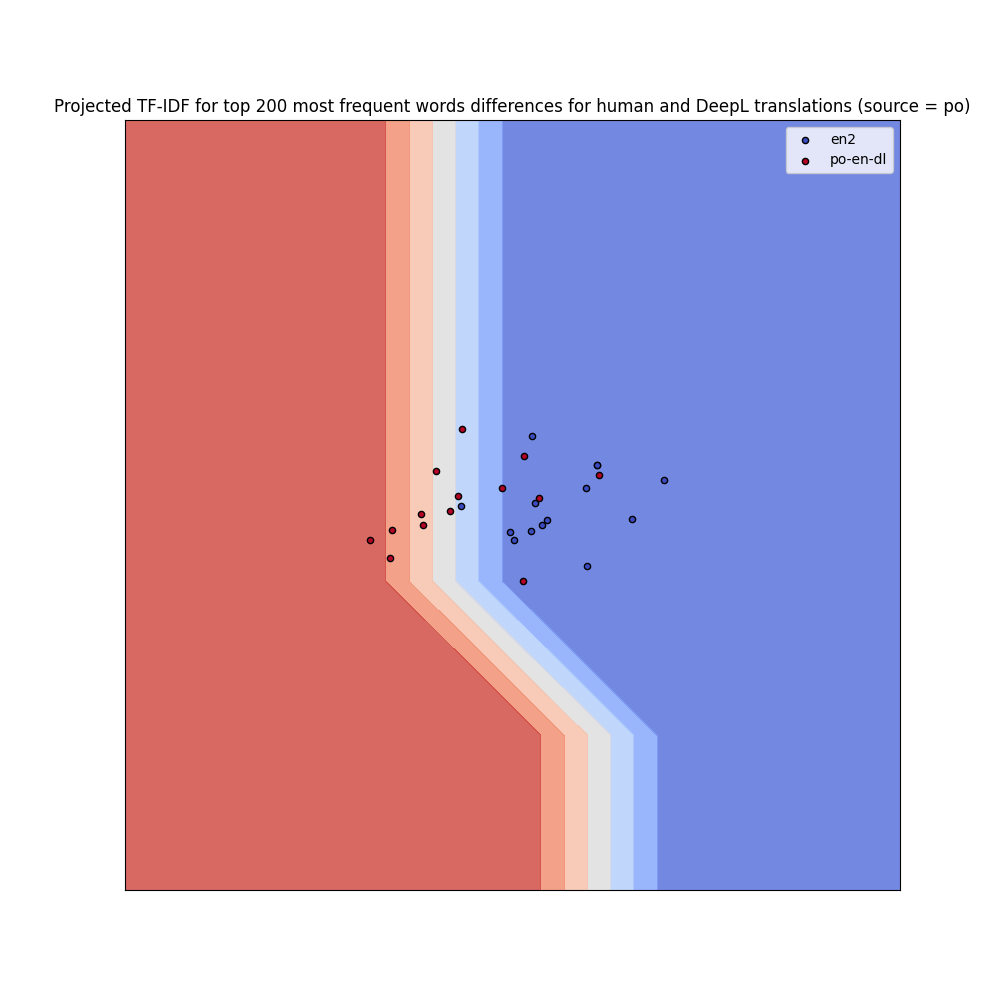 Projected TF-IDF for top 200 most frequent words differences for human and DeepL translations (source = po)
en2
po-en-dl